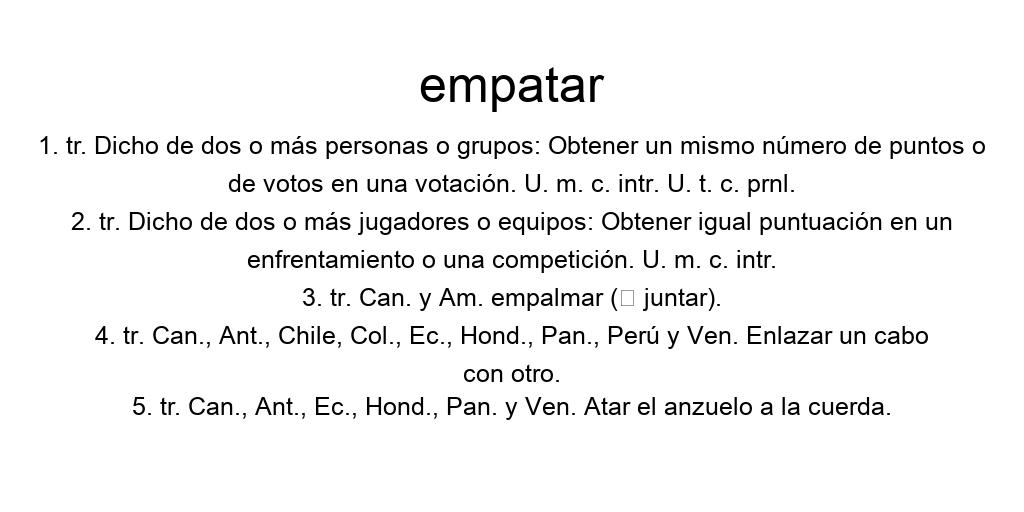 empatar
1. tr. Dicho de dos o más personas o grupos: Obtener un mismo número de puntos o
de votos en una votación. U. m. c. intr. U. t. c. prnl.
2. tr. Dicho de dos o más jugadores o equipos: Obtener igual puntuación en un
enfrentamiento o una competición. U. m. c. intr.
3. tr. Can. y Am. empalmar (□ juntar).
4. tr. Can., Ant., Chile, Col., Ec., Hond., Pan., Perú y Ven. Enlazar un cabo
con otro.
5. tr. Can., Ant., Ec., Hond., Pan. y Ven. Atar el anzuelo a la cuerda.